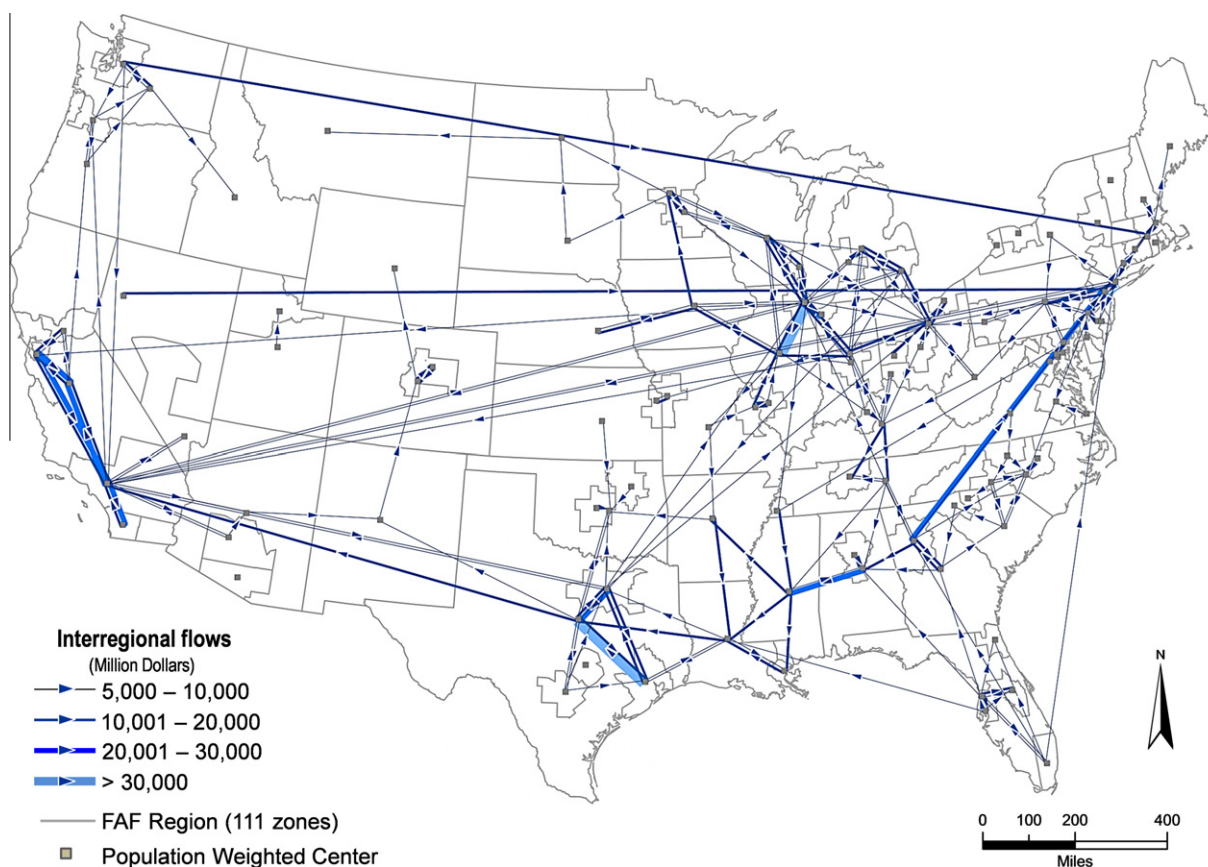 Interregional flows
(Million Dollars)
5,000 – 10,000
10,001 – 20,000
20,001 – 30,000
> 30,000
FAF Region (111 zones)
Population Weighted Center
N
0 100 200 400
Miles